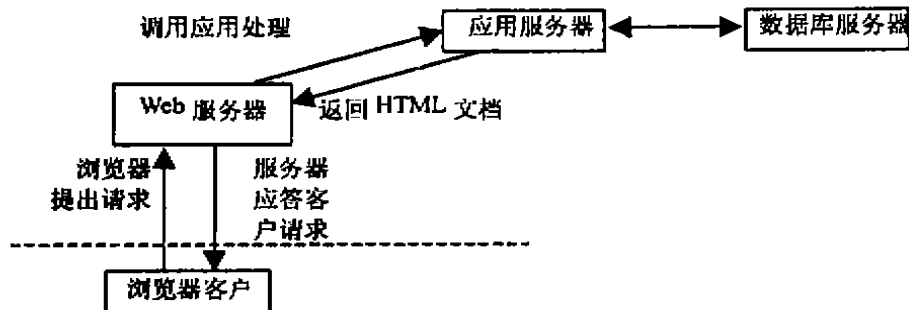 调用应用处理
应用服务器
数据库服务器
Web 服务器
返回 HTML 文档
浏览器
提出请求
服务器
应答客
户请求
浏览器客户